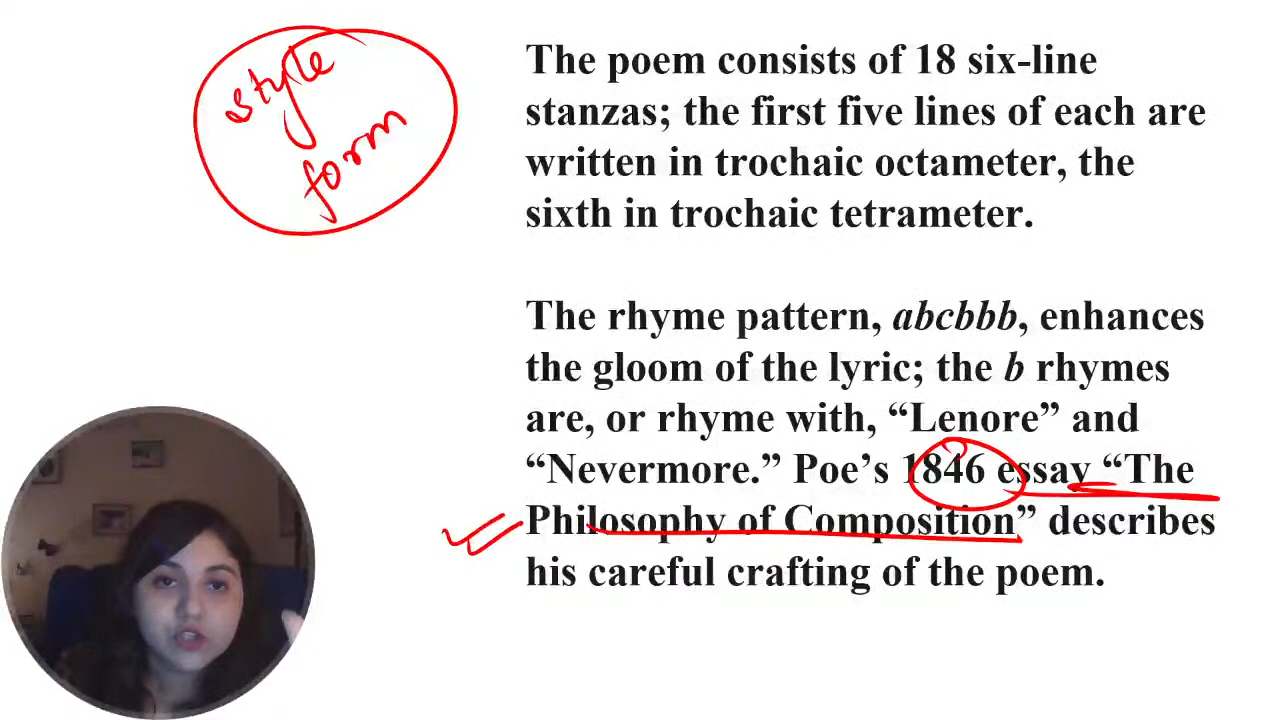 style
form
The poem consists of 18 six-line
stanzas; the first five lines of each are
written in trochaic octameter, the
sixth in trochaic tetrameter.
The rhyme pattern, abcbbb, enhances
the gloom of the lyric; the b rhymes
are, or rhyme with, “Lenore” and
“Nevermore.” Poe’s 1846 essay “The
Philosophy of Composition” describes
his careful crafting of the poem.